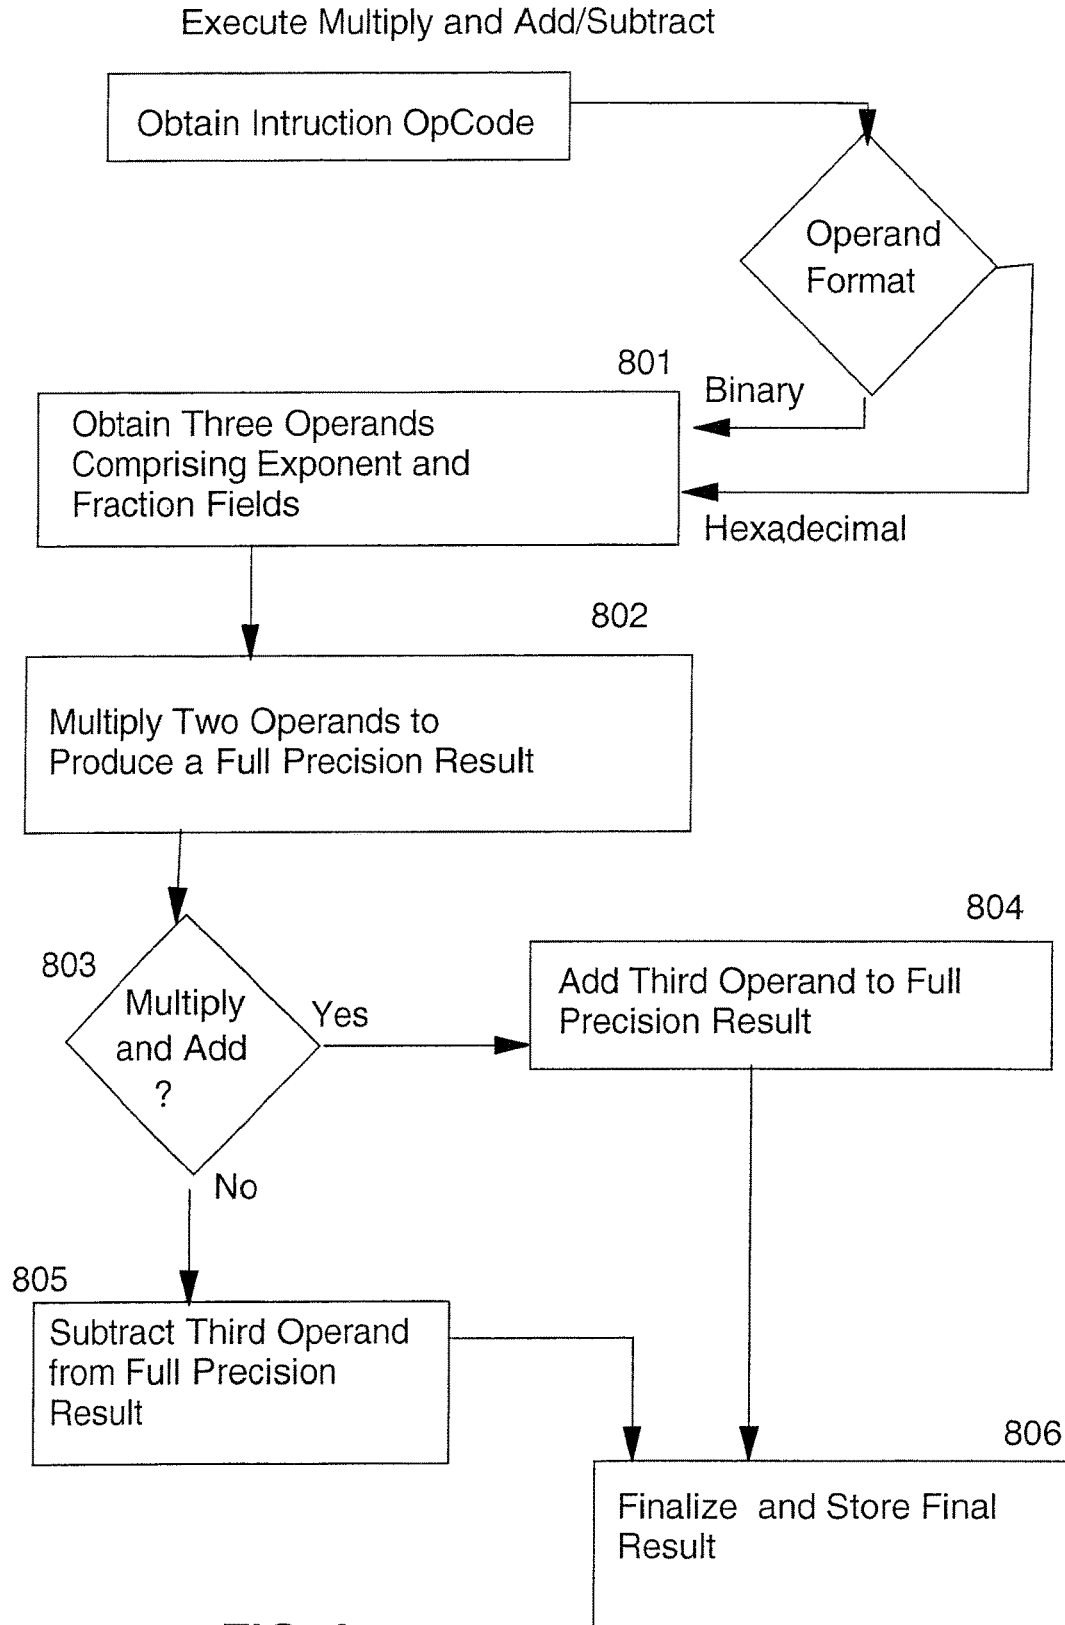 Execute Multiply and Add/Subtract
Obtain Intruction OpCode
Operand
Format
801
Binary
Obtain Three Operands
Comprising Exponent and
Fraction Fields
Hexadecimal
802
Multiply Two Operands to
Produce a Full Precision Result
803
Multiply
and Add
?
Yes
No
804
Add Third Operand to Full
Precision Result
805
Subtract Third Operand
from Full Precision
Result
806
Finalize and Store Final
Result